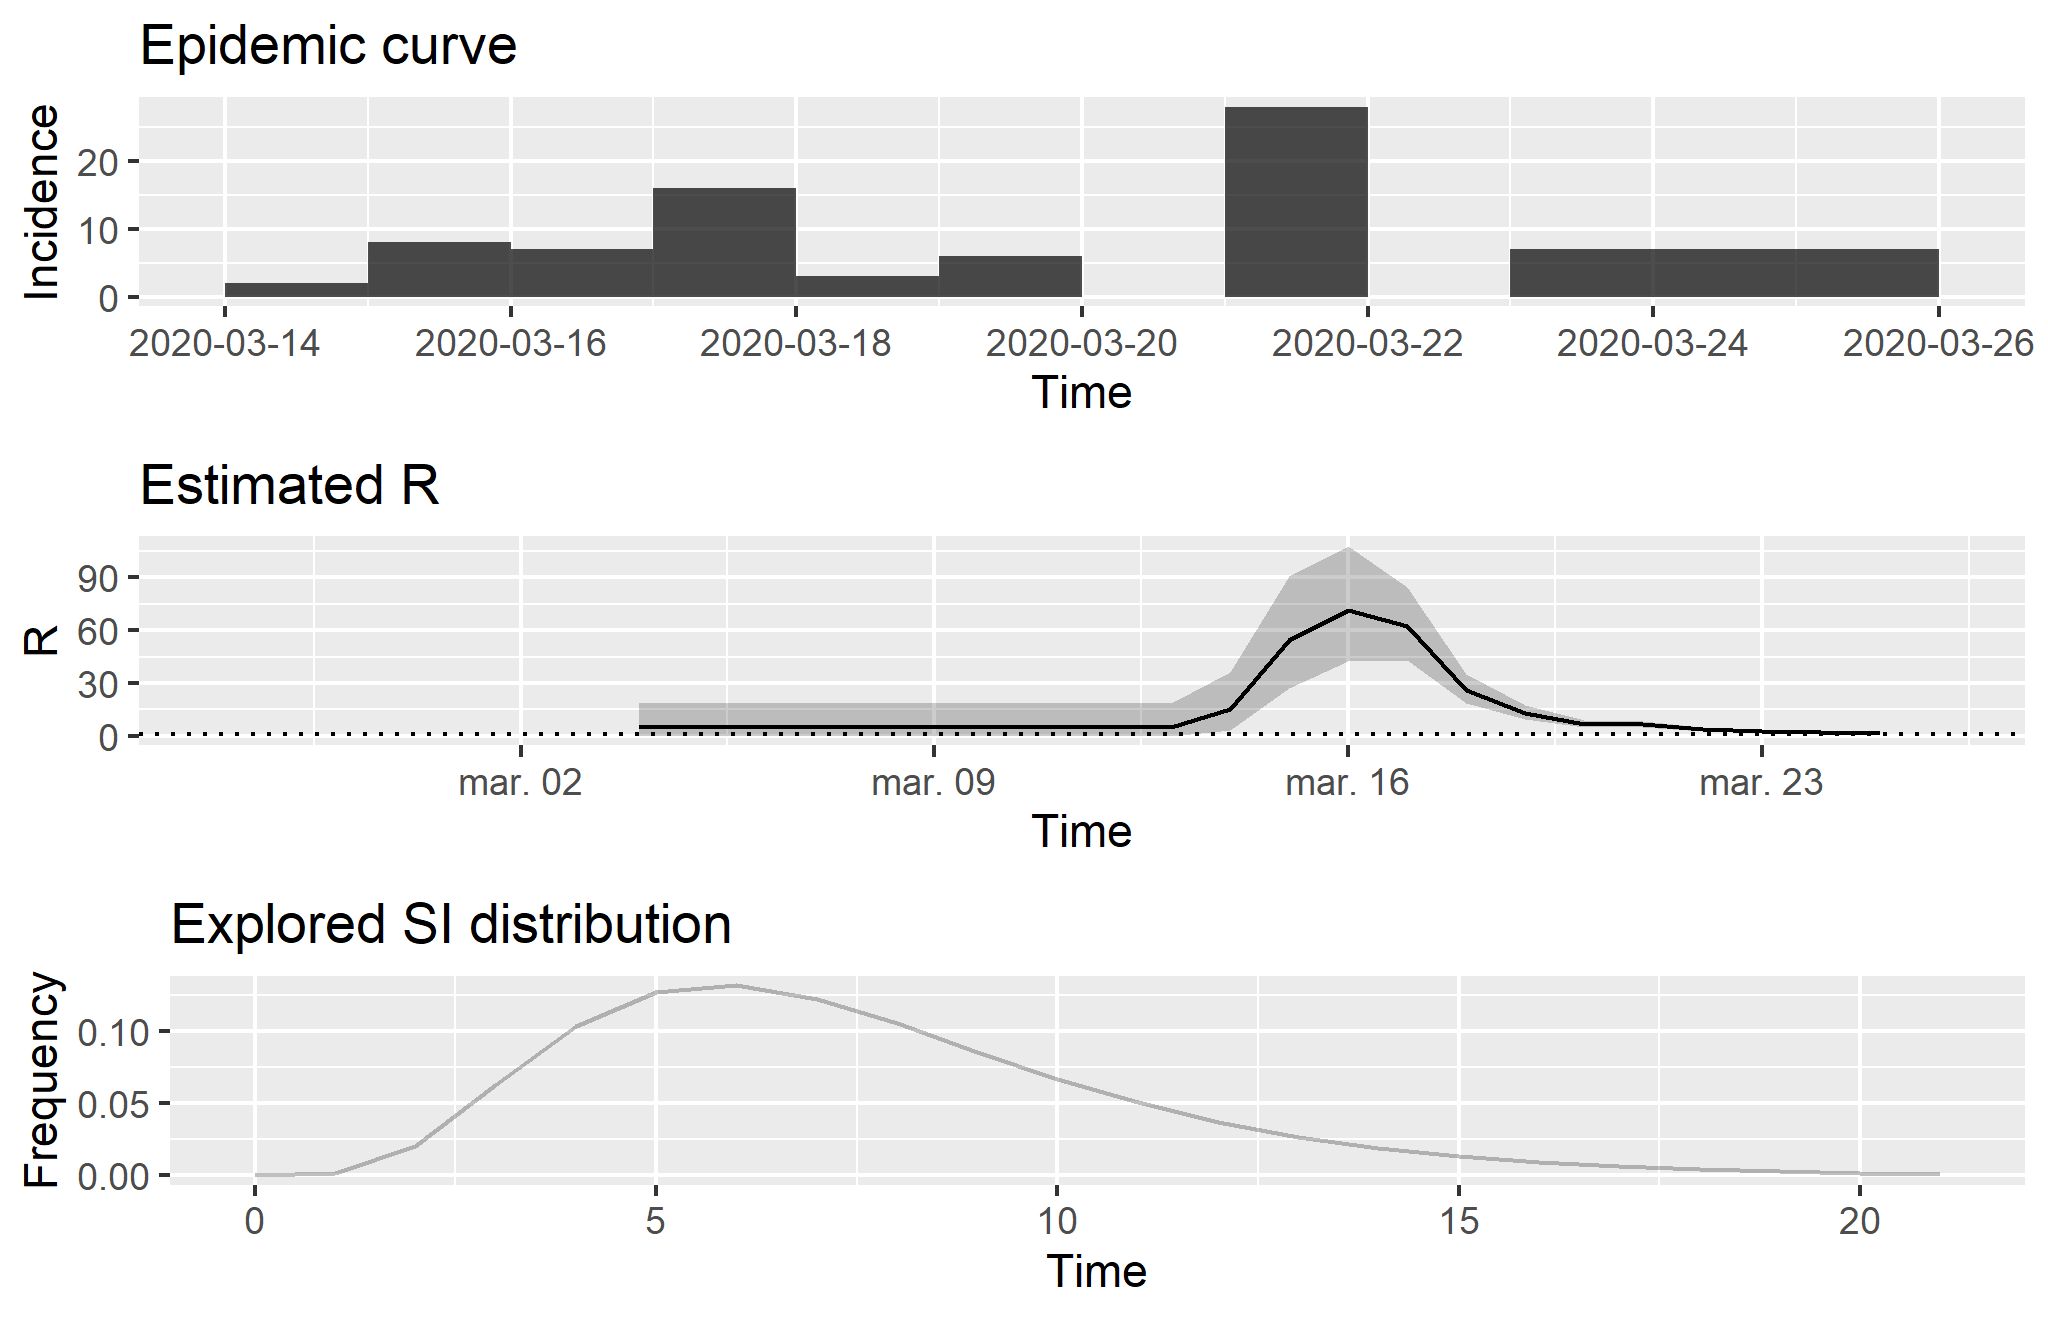 Epidemic curve
Incidence
20
10
0
2020-03-14 2020-03-16 2020-03-18 2020-03-20 2020-03-22 2020-03-24 2020-03-26
Time
Estimated R
R
90
60
30
0
mar. 02 mar. 09 mar. 16 mar. 23
Time
Explored SI distribution
Frequency
0.10
0.05
0.00
0 5 10 15 20
Time